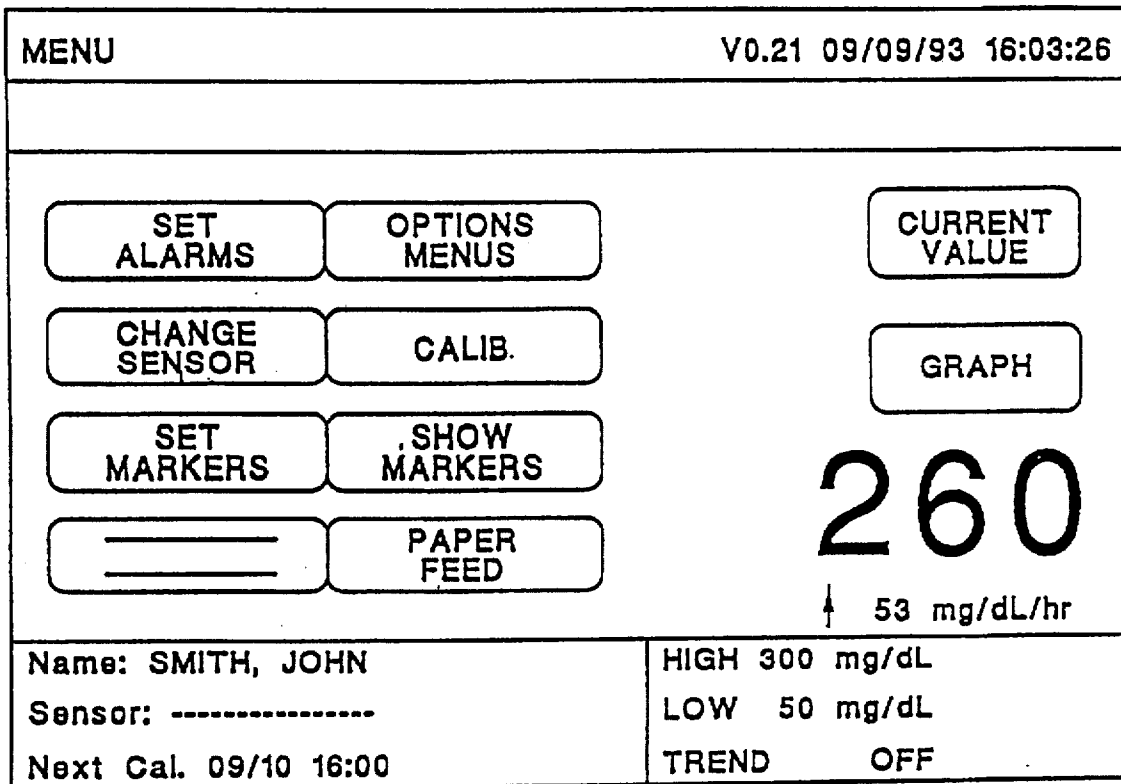 MENU V0.21 09/09/93 16:03:26
SET ALARMS
OPTIONS MENUS
CURRENT VALUE
CHANGE SENSOR
CALIB.
GRAPH
SET MARKERS
SHOW MARKERS
260
PAPER FEED
53 mg/dL/hr
Name: SMITH, JOHN
Sensor: ----------------
Next Cal. 09/10 16:00
HIGH 300 mg/dL
LOW 50 mg/dL
TREND OFF